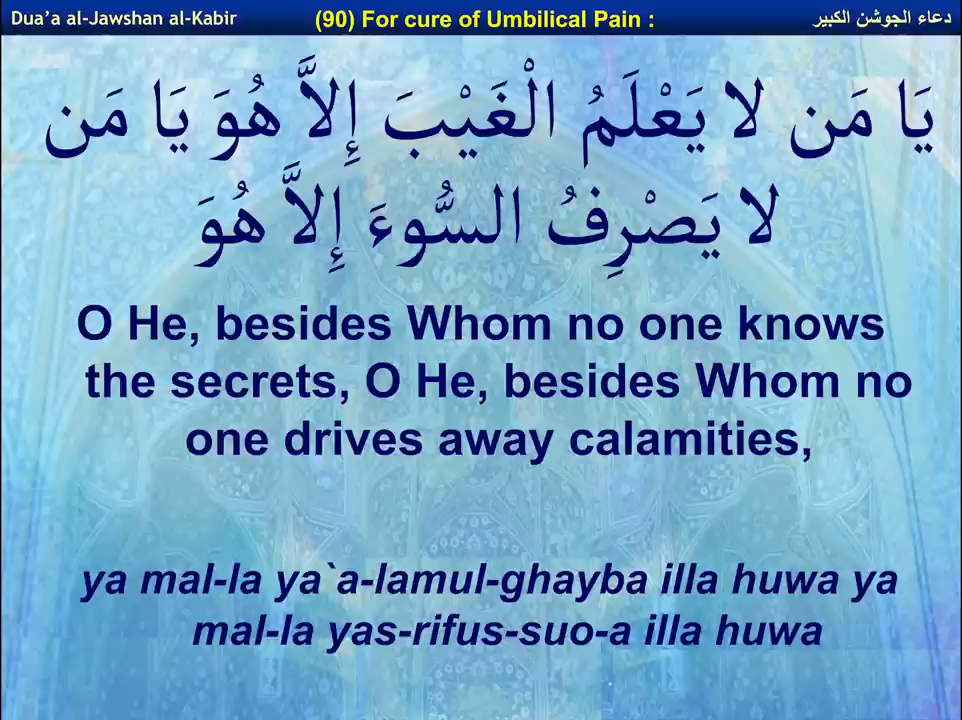 Dua’a al-Jawshan al-Kabir (90) For cure of Umbilical Pain : دعاء الجوشن الكبير
يَا مَن لا يَعْلَمُ الْغَيْبَ إِلاَّ هُوَ يَا مَن
لا يَصْرِفُ السُّوءَ إِلاَّ هُوَ
O He, besides Whom no one knows
the secrets, O He, besides Whom no
one drives away calamities,
ya mal-la ya`a-lamul-ghayba illa huwa ya
mal-la yas-rifus-suo-a illa huwa